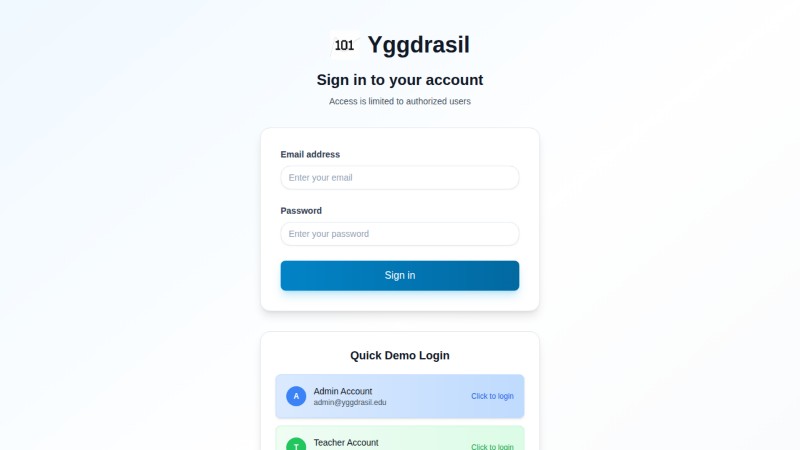 101 Yggdrasil
Sign in to your account
Access is limited to authorized users
Email address
Enter your email
Password
Enter your password
Sign in
Quick Demo Login
A
Admin Account
admin@yggdrasil.edu
Click to login
T
Teacher Account
Click to login